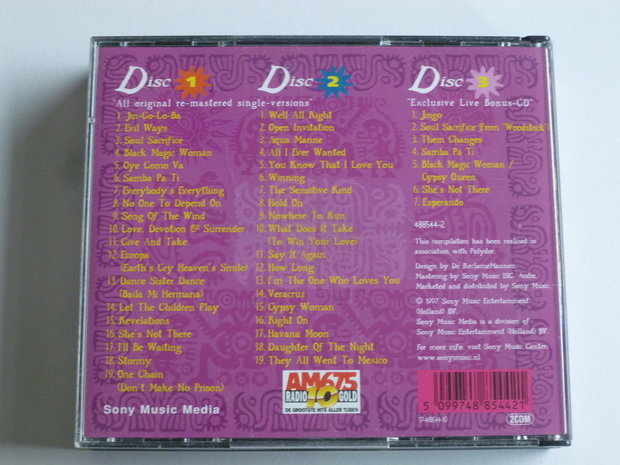 Disc 1
"All original re-mastered single-versions"
1. Jin-Go-Lo-Ba
2. Evil Ways
3. Soul Sacrifice
4. Black Magic Woman
5. Oye Como Va
6. Samba Pa Ti
7. Everybody's Everything
8. No One To Depend On
9. Song Of The Wind
10. Love, Devotion & Surrender
11. Give And Take
12. Europa
(Earth's Cry Heaven's Smile)
13. Dance Sister Dance
(Baila Mi Hermana)
14. Let The Children Play
15. Revelations
16. She's Not There
17. I'll Be Waiting
18. Stormy
19. One Chain
(Don't Make No Prison)
Sony Music Media
Disc 2
1. Well All Right
2. Open Invitation
3. Aqua Marine
4. All I Ever Wanted
5. You Know That I Love You
6. Winning
7. The Sensitive Kind
8. Hold On
9. Nowhere To Run
10. What Does It Take
(To Win Your Love)
11. Say It Again
12. How Long
13. I'm The One Who Loves You
14. Veracruz
15. Gypsy Woman
16. Right On
17. Havana Moon
18. Daughter Of The Night
19. They All Went To Mexico
AM675
RADIO 10 GOLD
DE GROOTSTE HITS ALLER TIJDEN
Disc 3
"Exclusive Live Bonus-CD"
1. Jingo
2. Soul Sacrifice (from "Woodstock")
3. Them Changes
4. Samba Pa Ti
5. Black Magic Woman /
Gypsy Queen
6. She's Not There
7. Esperando
488544-2
This compilation has been realized in
association with Polydor.
Design by De ReclameMannen.
Mastering by Sony Music ISC. Audio.
Marketed and distributed by Sony Music.
© 1997 Sony Music Entertainment
(Holland) BV.
Sony Music Media is a division of
Sony Music Entertainment (Holland) BV.
For more info: visit Sony Music Center:
www.sonymusic.nl
5 099748 854421
2CDM